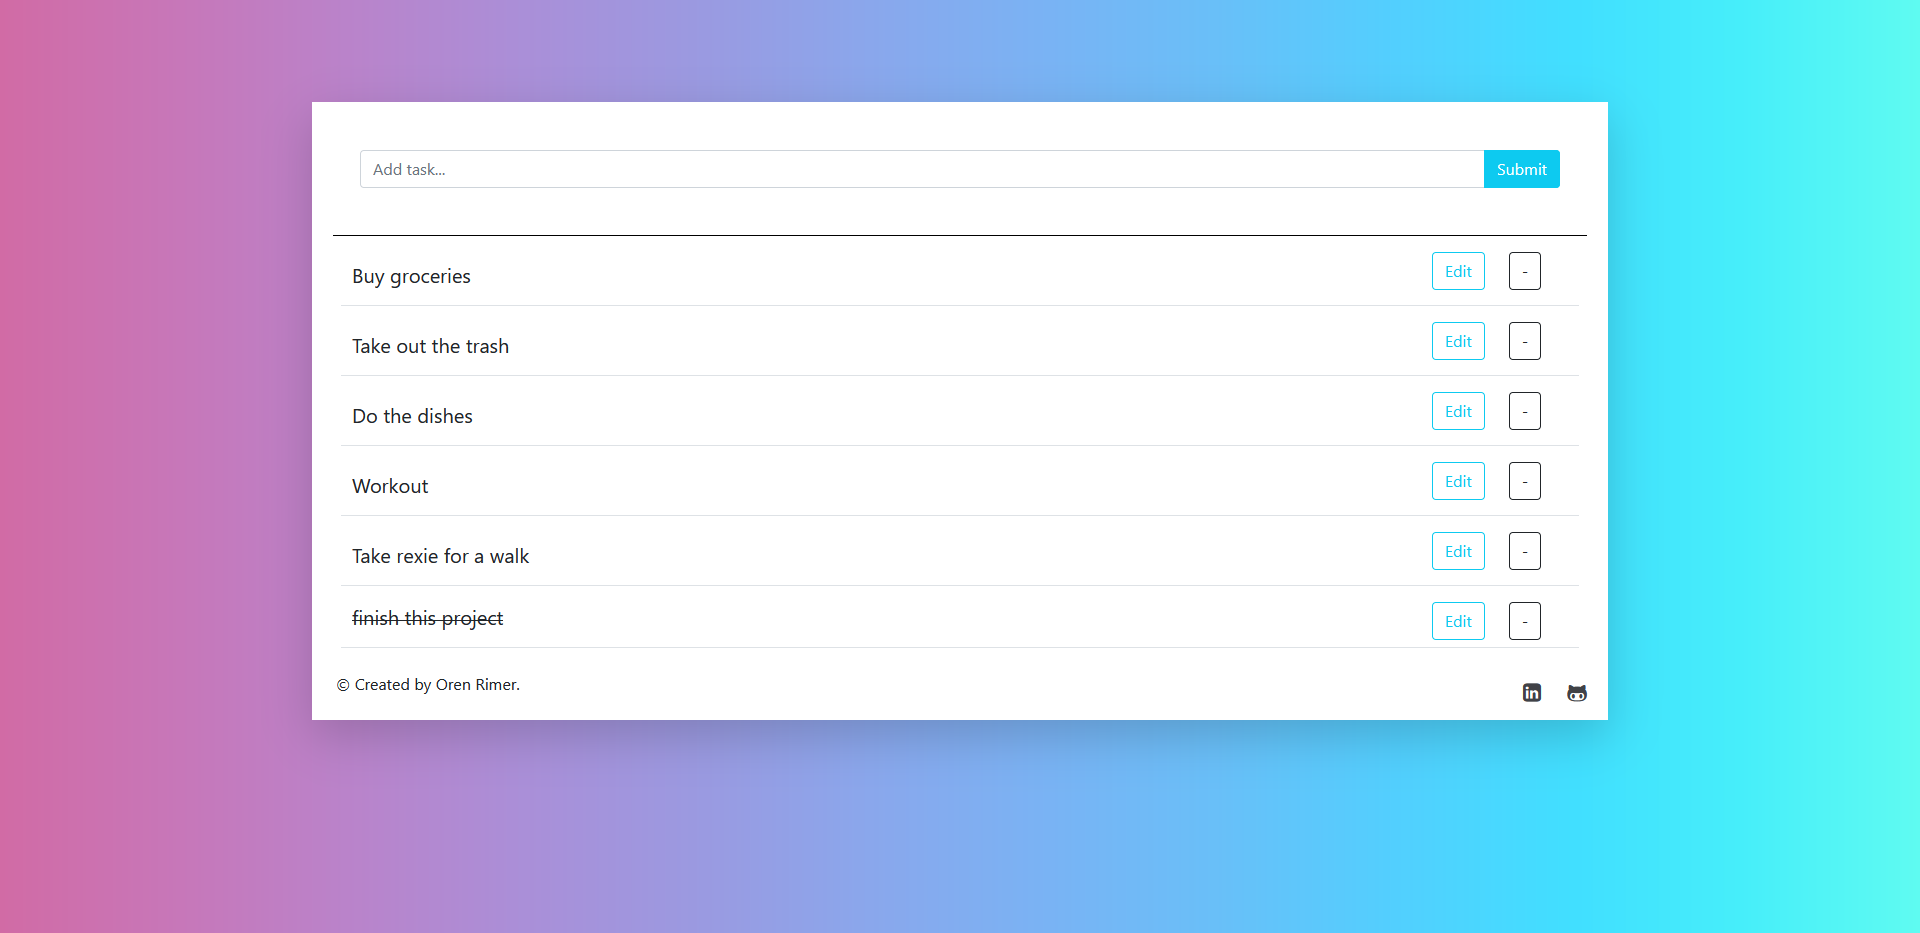 Add task... Submit
Buy groceries Edit -
Take out the trash Edit -
Do the dishes Edit -
Workout Edit -
Take rexie for a walk Edit -
finish this project Edit -
© Created by Oren Rimer. in